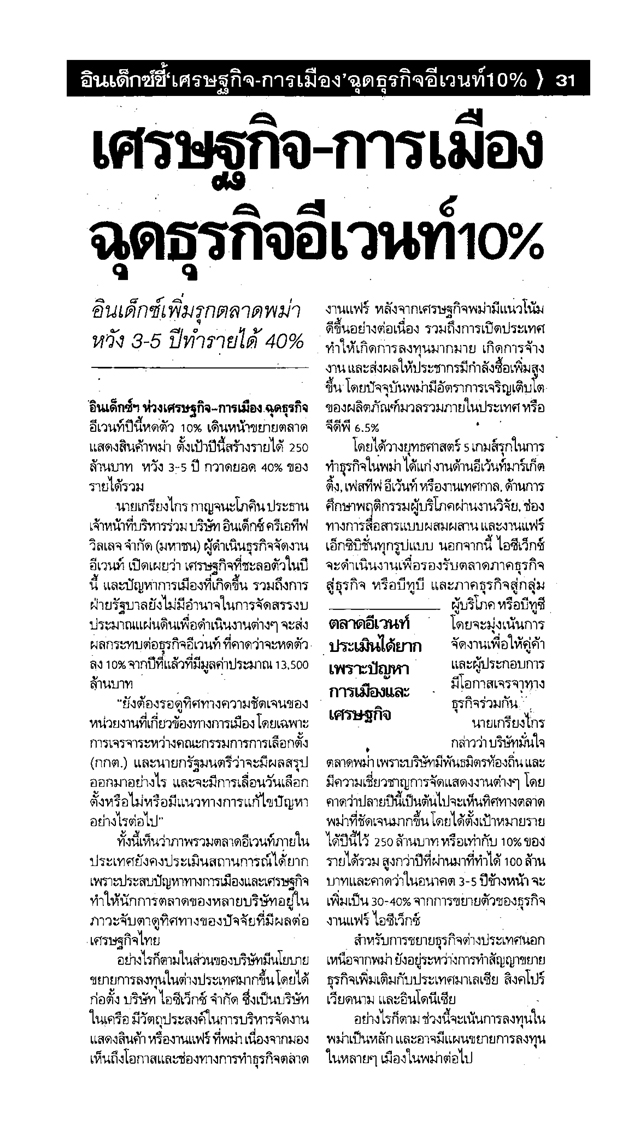 อินเด็กซ์ชี้'เศรษฐกิจ-การเมือง'ฉุดธุรกิจอีเวนท์10% ⟩ 31
เศรษฐกิจ-การเมือง
ฉุดธุรกิจอีเวนท์10%
อินเด็กซ์เพิ่มรุกตลาดพม่า
หวัง 3-5 ปีทำรายได้ 40%
อินเด็กซ์ฯ ห่วงเศรษฐกิจ-การเมือง ฉุดธุรกิจ
อีเวนท์ปีนี้หดตัว 10% เดินหน้าขยายตลาด
แสดงสินค้าพม่า ตั้งเป้าปีนี้สร้างรายได้ 250
ล้านบาท หวัง 3-5 ปี กวาดยอด 40% ของ
รายได้รวม
นายเกรียงไกร กาญจนะโภคิน ประธาน
เจ้าหน้าที่บริหารร่วม บริษัท อินเด็กซ์ ครีเอทีฟ
วิลเลจ จำกัด (มหาชน) ผู้ดำเนินธุรกิจจัดงาน
อีเวนท์ เปิดเผยว่า เศรษฐกิจที่ชะลอตัวในปี
นี้ และปัญหาการเมืองที่เกิดขึ้น รวมถึงการ
ฝ่ายรัฐบาลยังไม่มีอำนาจในการจัดสรรงบ
ประมาณแผ่นดินเพื่อดำเนินงานต่างๆ จะส่ง
ผลกระทบต่อธุรกิจอีเวนท์ ที่คาดว่าจะหดตัว
ลง 10% จากปีที่แล้วที่มีมูลค่าประมาณ 13,500
ล้านบาท
"ยังต้องรอดูทิศทางความชัดเจนของ
หน่วยงานที่เกี่ยวข้องทางการเมือง โดยเฉพาะ
การเจรจาระหว่างคณะกรรมการการเลือกตั้ง
(กกต.) และนายกรัฐมนตรีว่าจะมีผลสรุป
ออกมาอย่างไร และจะมีการเลื่อนวันเลือก
ตั้งหรือไม่หรือมีแนวทางการแก้ไขปัญหา
อย่างไรต่อไป"
ทั้งนี้เห็นว่าภาพรวมตลาดอีเวนท์ภายใน
ประเทศยังคงประเมินสถานการณ์ได้ยาก
เพราะประสบปัญหาทางการเมืองและเศรษฐกิจ
ทำให้นักการตลาดของหลายบริษัทอยู่ใน
ภาวะจับตาดูทิศทางของปัจจัยที่มีผลต่อ
เศรษฐกิจไทย
อย่างไรก็ตามในส่วนของบริษัทมีนโยบาย
ขยายการลงทุนในต่างประเทศมากขึ้น โดยได้
ก่อตั้ง บริษัท ไอซีเว็กซ์ จำกัด ซึ่งเป็นบริษัท
ในเครือ มีวัตถุประสงค์ในการบริหารจัดงาน
แสดงสินค้า หรืองานแฟร์ ที่พม่า เนื่องจากมอง
เห็นถึงโอกาสและช่องทางการทำธุรกิจตลาด
งานแฟร์ หลังจากเศรษฐกิจพม่ามีแนวโน้ม
ดีขึ้นอย่างต่อเนื่อง รวมถึงการเปิดประเทศ
ทำให้เกิดการลงทุนมากมาย เกิดการจ้าง
งาน และส่งผลให้ประชากรมีกำลังซื้อเพิ่มสูง
ขึ้น โดยปัจจุบันพม่ามีอัตราการเจริญเติบโต
ของผลิตภัณฑ์มวลรวมภายในประเทศ หรือ
จีดีพี 6.5%
โดยได้วางยุทธศาสตร์ 5 เกมส์รุกในการ
ทำธุรกิจในพม่า ได้แก่ งานด้านอีเว้นท์มาร์เก็ต
ติ้ง, เฟสทีฟ อีเว้นท์ หรืองานเทศกาล, ด้านการ
ศึกษาพฤติกรรมผู้บริโภคผ่านงานวิจัย, ช่อง
ทางการสื่อสารแบบผสมผสาน และงานแฟร์
เอ็กซิบิชั่นทุกรูปแบบ นอกจากนี้ ไอซีเว็กซ์
จะดำเนินงานเพื่อรองรับตลาดภาคธุรกิจ
สู่ธุรกิจ หรือบีทูบี และภาคธุรกิจสู่กลุ่ม
ผู้บริโภค หรือบีทูซี
โดยจะมุ่งเน้นการ
จัดงานเพื่อให้คู่ค้า
และผู้ประกอบการ
มีโอกาสเจรจาทาง
ธุรกิจร่วมกัน
ตลาดอีเวนท์
ประเมินได้ยาก
เพราะปัญหา
การเมืองและ
เศรษฐกิจ
นายเกรียงไกร
กล่าวว่า บริษัทมั่นใจ
ตลาดพม่า เพราะบริษัทมีพันธมิตรท้องถิ่น และ
มีความเชี่ยวชาญการจัดแสดงงานต่างๆ โดย
คาดว่าปลายปีนี้เป็นต้นไปจะเห็นทิศทางตลาด
พม่าที่ชัดเจนมากขึ้น โดยได้ตั้งเป้าหมายราย
ได้ปีนี้ไว้ 250 ล้านบาท หรือเท่ากับ 10% ของ
รายได้รวม สูงกว่าปีที่ผ่านมาที่ทำได้ 100 ล้าน
บาทและคาดว่าในอนาคต 3-5 ปีข้างหน้า จะ
เพิ่มเป็น 30-40% จากการขยายตัวของธุรกิจ
งานแฟร์ ไอซีเว็กซ์
สำหรับการขยายธุรกิจต่างประเทศนอก
เหนือจากพม่า ยังอยู่ระหว่างการทำสัญญาขยาย
ธุรกิจเพิ่มเติมกับประเทศมาเลเซีย สิงคโปร์
เวียดนาม และอินโดนีเซีย
อย่างไรก็ตาม ช่วงนี้จะเน้นการลงทุนใน
พม่าเป็นหลัก และอาจมีแผนขยายการลงทุน
ในหลายๆ เมืองในพม่าต่อไป